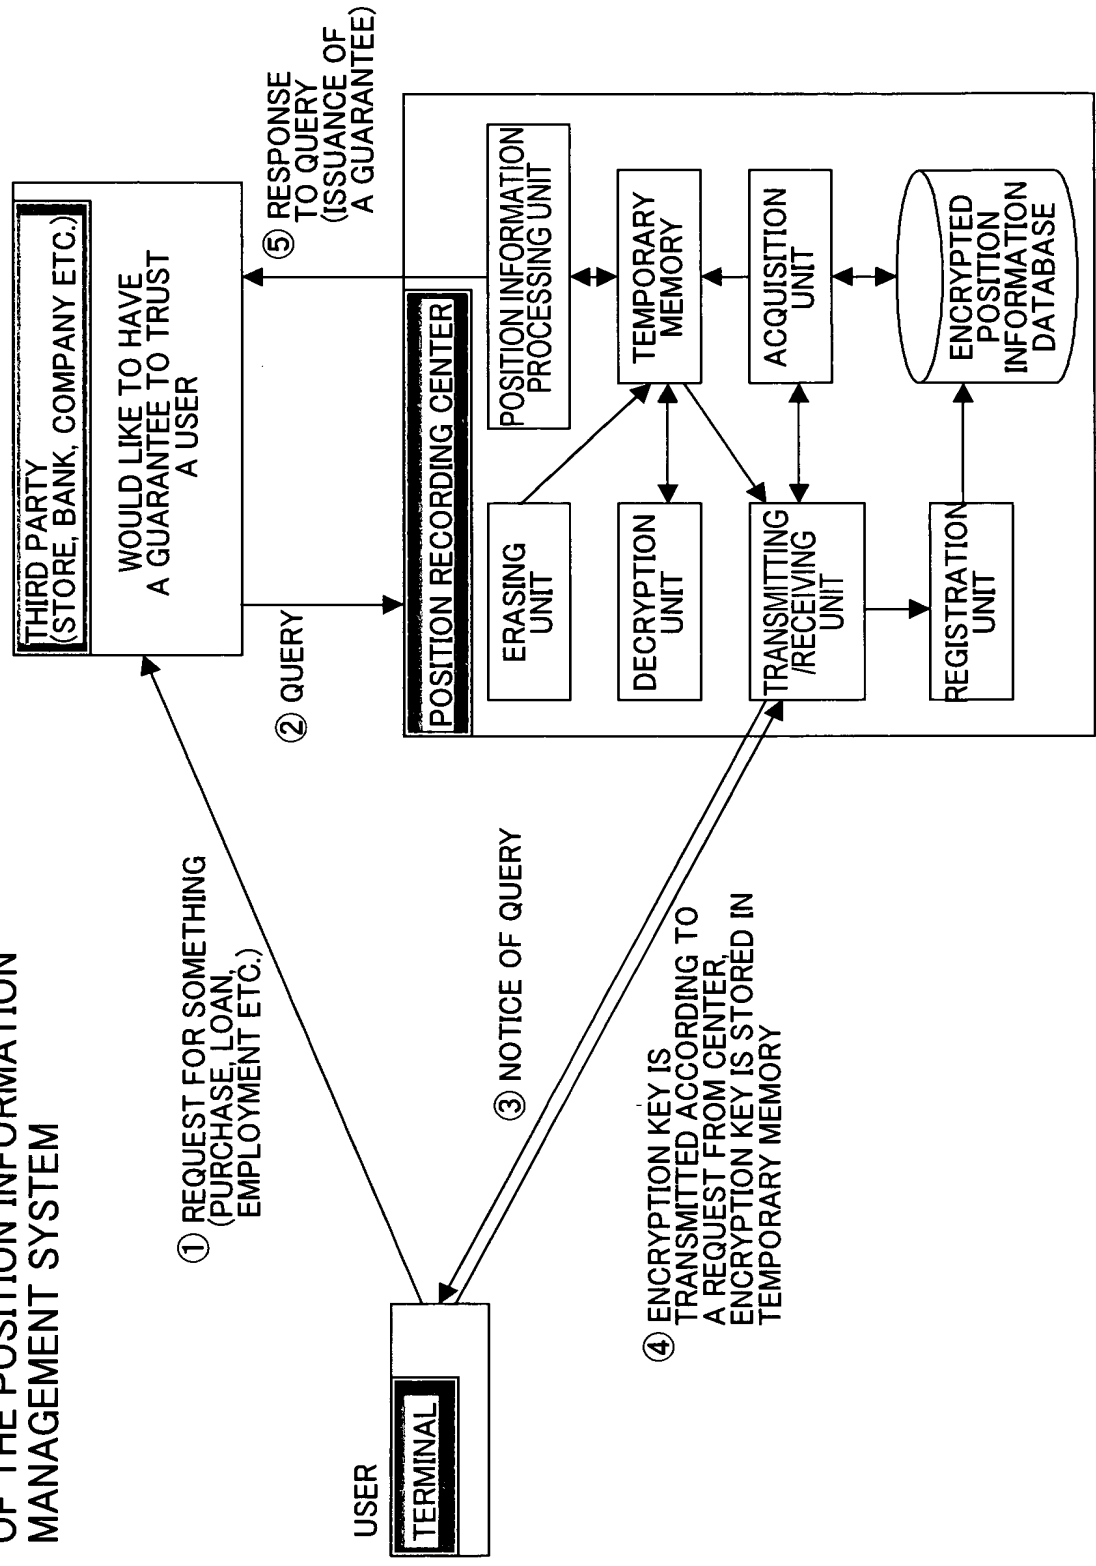 OF THE POSITION INFORMATION
MANAGEMENT SYSTEM
THIRD PARTY
(STORE, BANK, COMPANY ETC.)
WOULD LIKE TO HAVE
A GUARANTEE TO TRUST
A USER
① REQUEST FOR SOMETHING
(PURCHASE, LOAN,
EMPLOYMENT ETC.)
② QUERY
⑤ RESPONSE
TO QUERY
(ISSUANCE OF
A GUARANTEE)
USER
TERMINAL
③ NOTICE OF QUERY
④ ENCRYPTION KEY IS
TRANSMITTED ACCORDING TO
A REQUEST FROM CENTER,
ENCRYPTION KEY IS STORED IN
TEMPORARY MEMORY
POSITION RECORDING CENTER
ERASING
UNIT
POSITION INFORMATION
PROCESSING UNIT
DECRYPTION
UNIT
TEMPORARY
MEMORY
TRANSMITTING
/RECEIVING
UNIT
ACQUISITION
UNIT
REGISTRATION
UNIT
ENCRYPTED
POSITION
INFORMATION
DATABASE